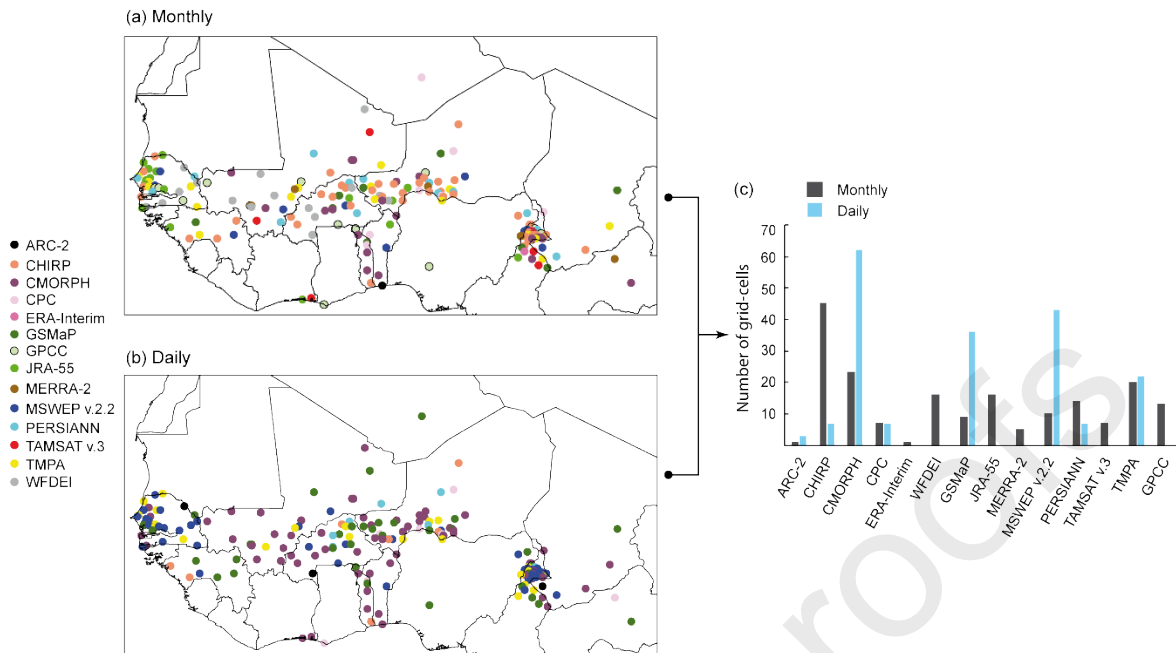 (a) Monthly
ARC-2
CHIRP
CMORPH
CPC
ERA-Interim
GSMaP
GPCC
JRA-55
MERRA-2
MSWEP v.2.2
PERSIANN
TAMSAT v.3
TMPA
WFDEI
(b) Daily
(c)
Monthly
Daily
Number of grid-cells
70
60
50
40
30
20
10
ARC-2
CHIRP
CMORPH
CPC
ERA-Interim
WFDEI
GSMaP
JRA-55
MERRA-2
MSWEP v.2.2
PERSIANN
TAMSAT v.3
TMPA
GPCC
roofs